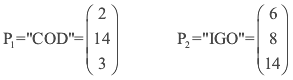 P₁="COD"=(2 14 3) P₂="IGO"=(6 8 14)